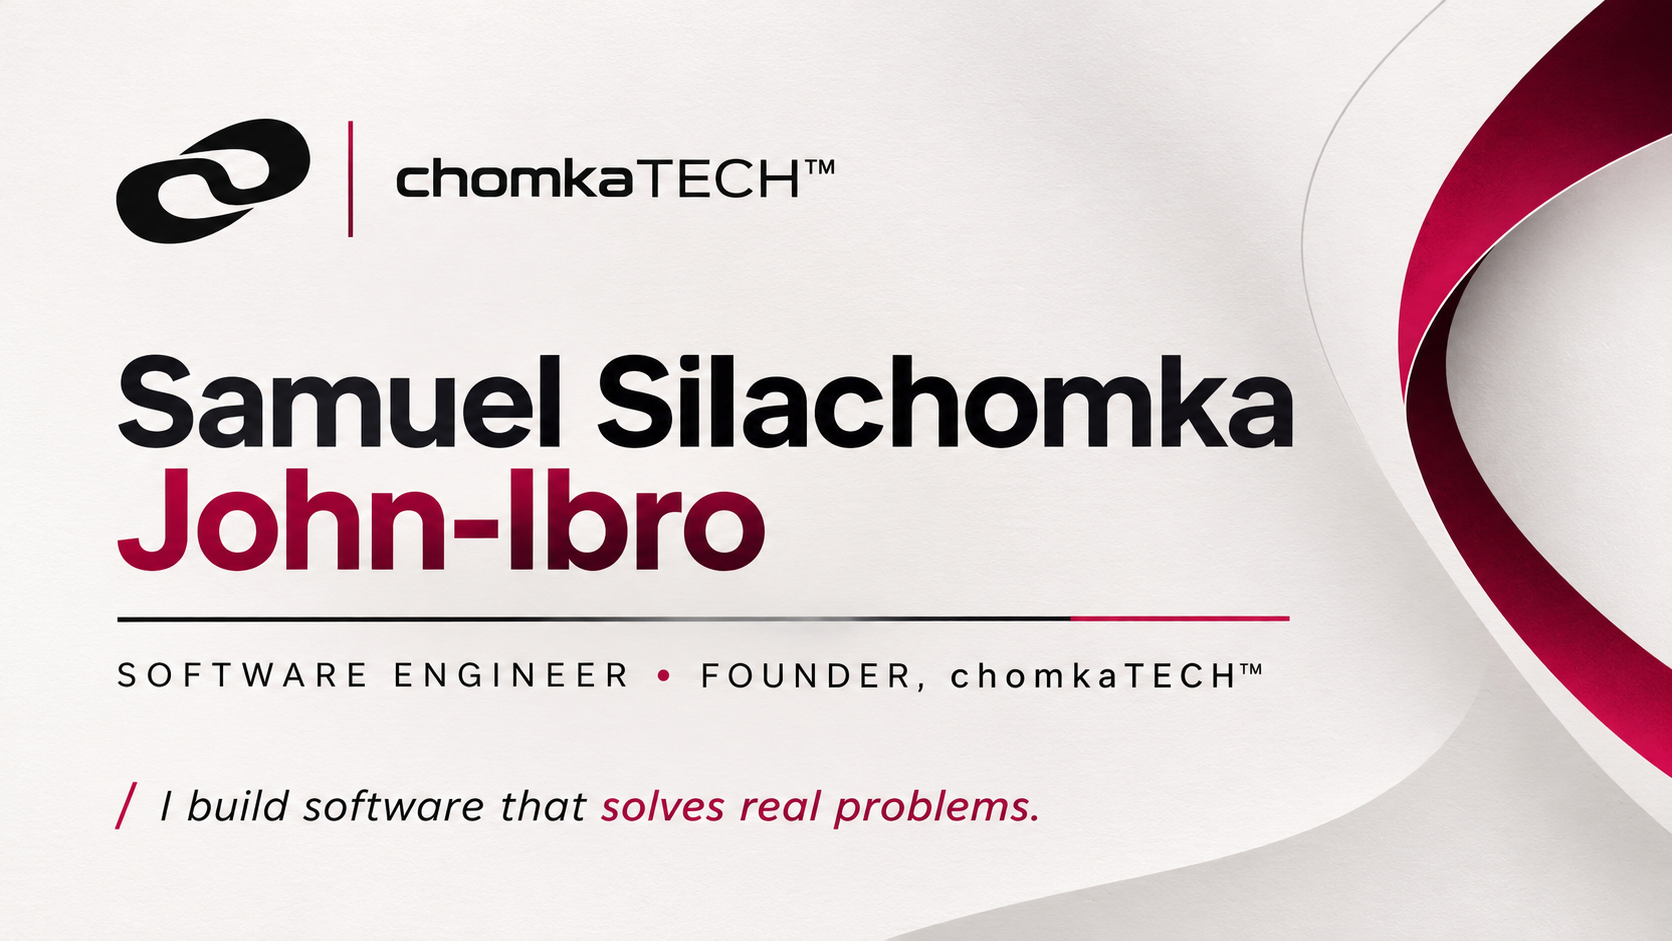 chomkaTECH™
Samuel Silachomka
John-Ibro
SOFTWARE ENGINEER • FOUNDER, chomkaTECH™
/ I build software that solves real problems.